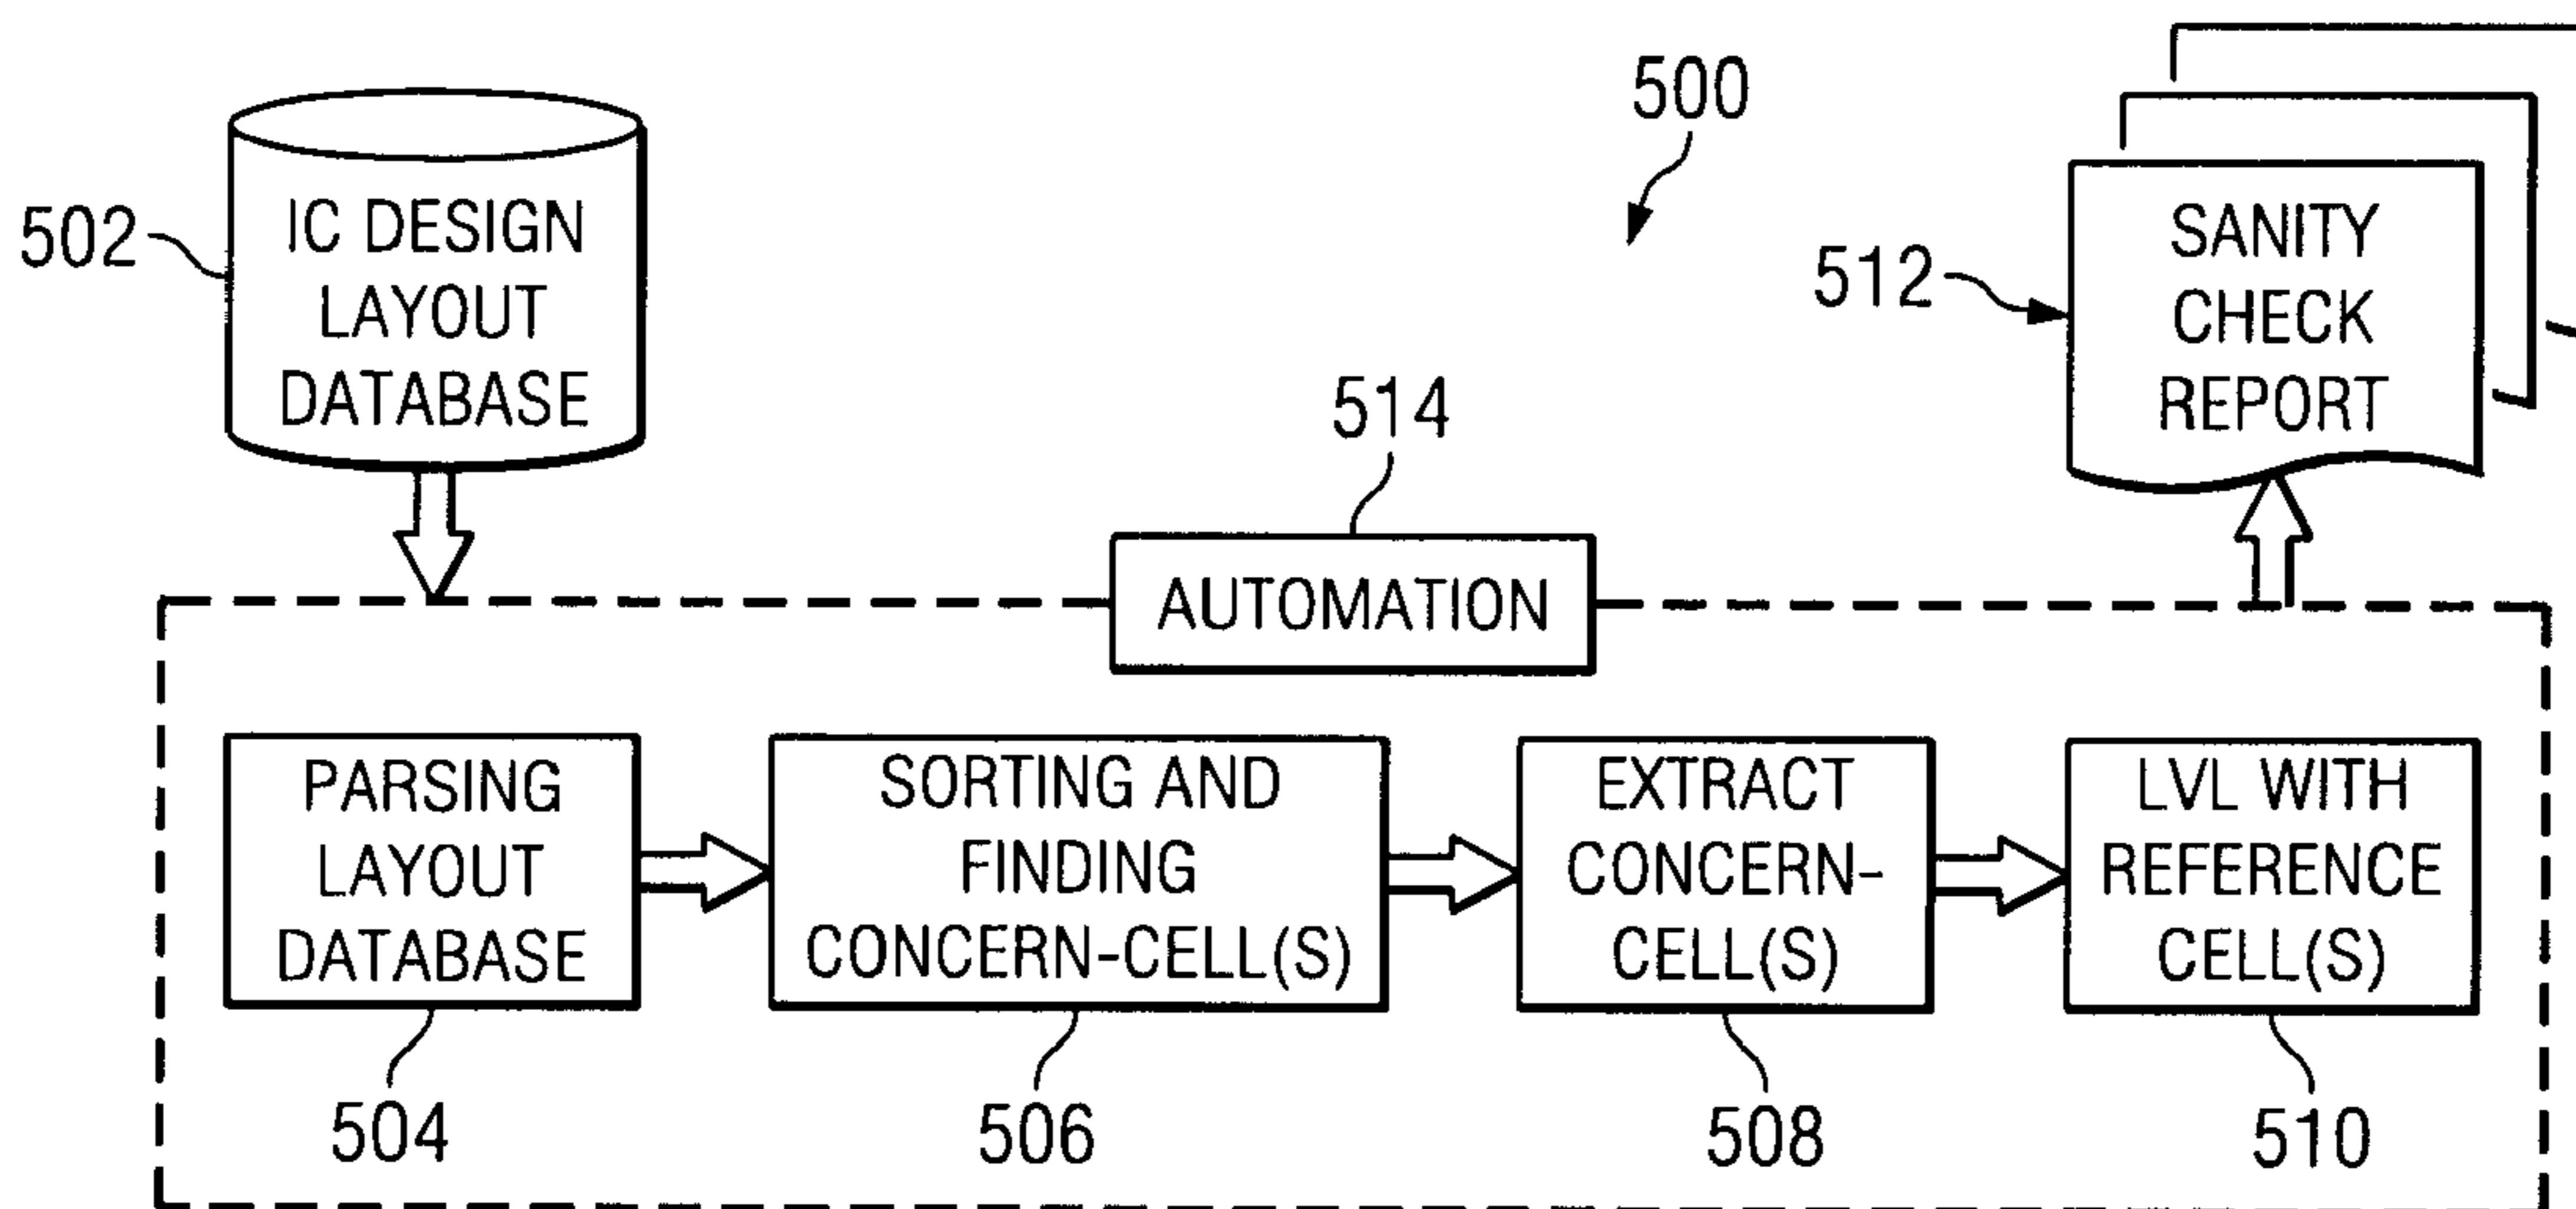 500
502
IC DESIGN
LAYOUT
DATABASE
512
SANITY
CHECK
REPORT
514
AUTOMATION
PARSING
LAYOUT
DATABASE
SORTING AND
FINDING
CONCERN-CELL(S)
EXTRACT
CONCERN-
CELL(S)
LVL WITH
REFERENCE
CELL(S)
504
506
508
510